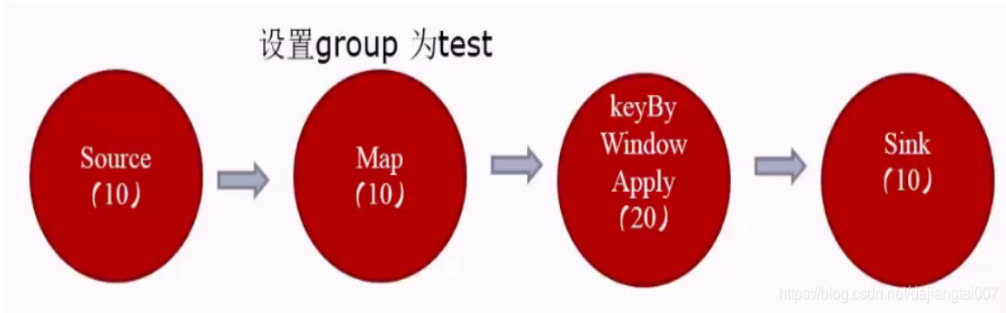 设置group 为test
Source
(10)
Map
(10)
keyBy
Window
Apply
(20)
Sink
(10)
https://blog.csdn.net/dajiangtai007